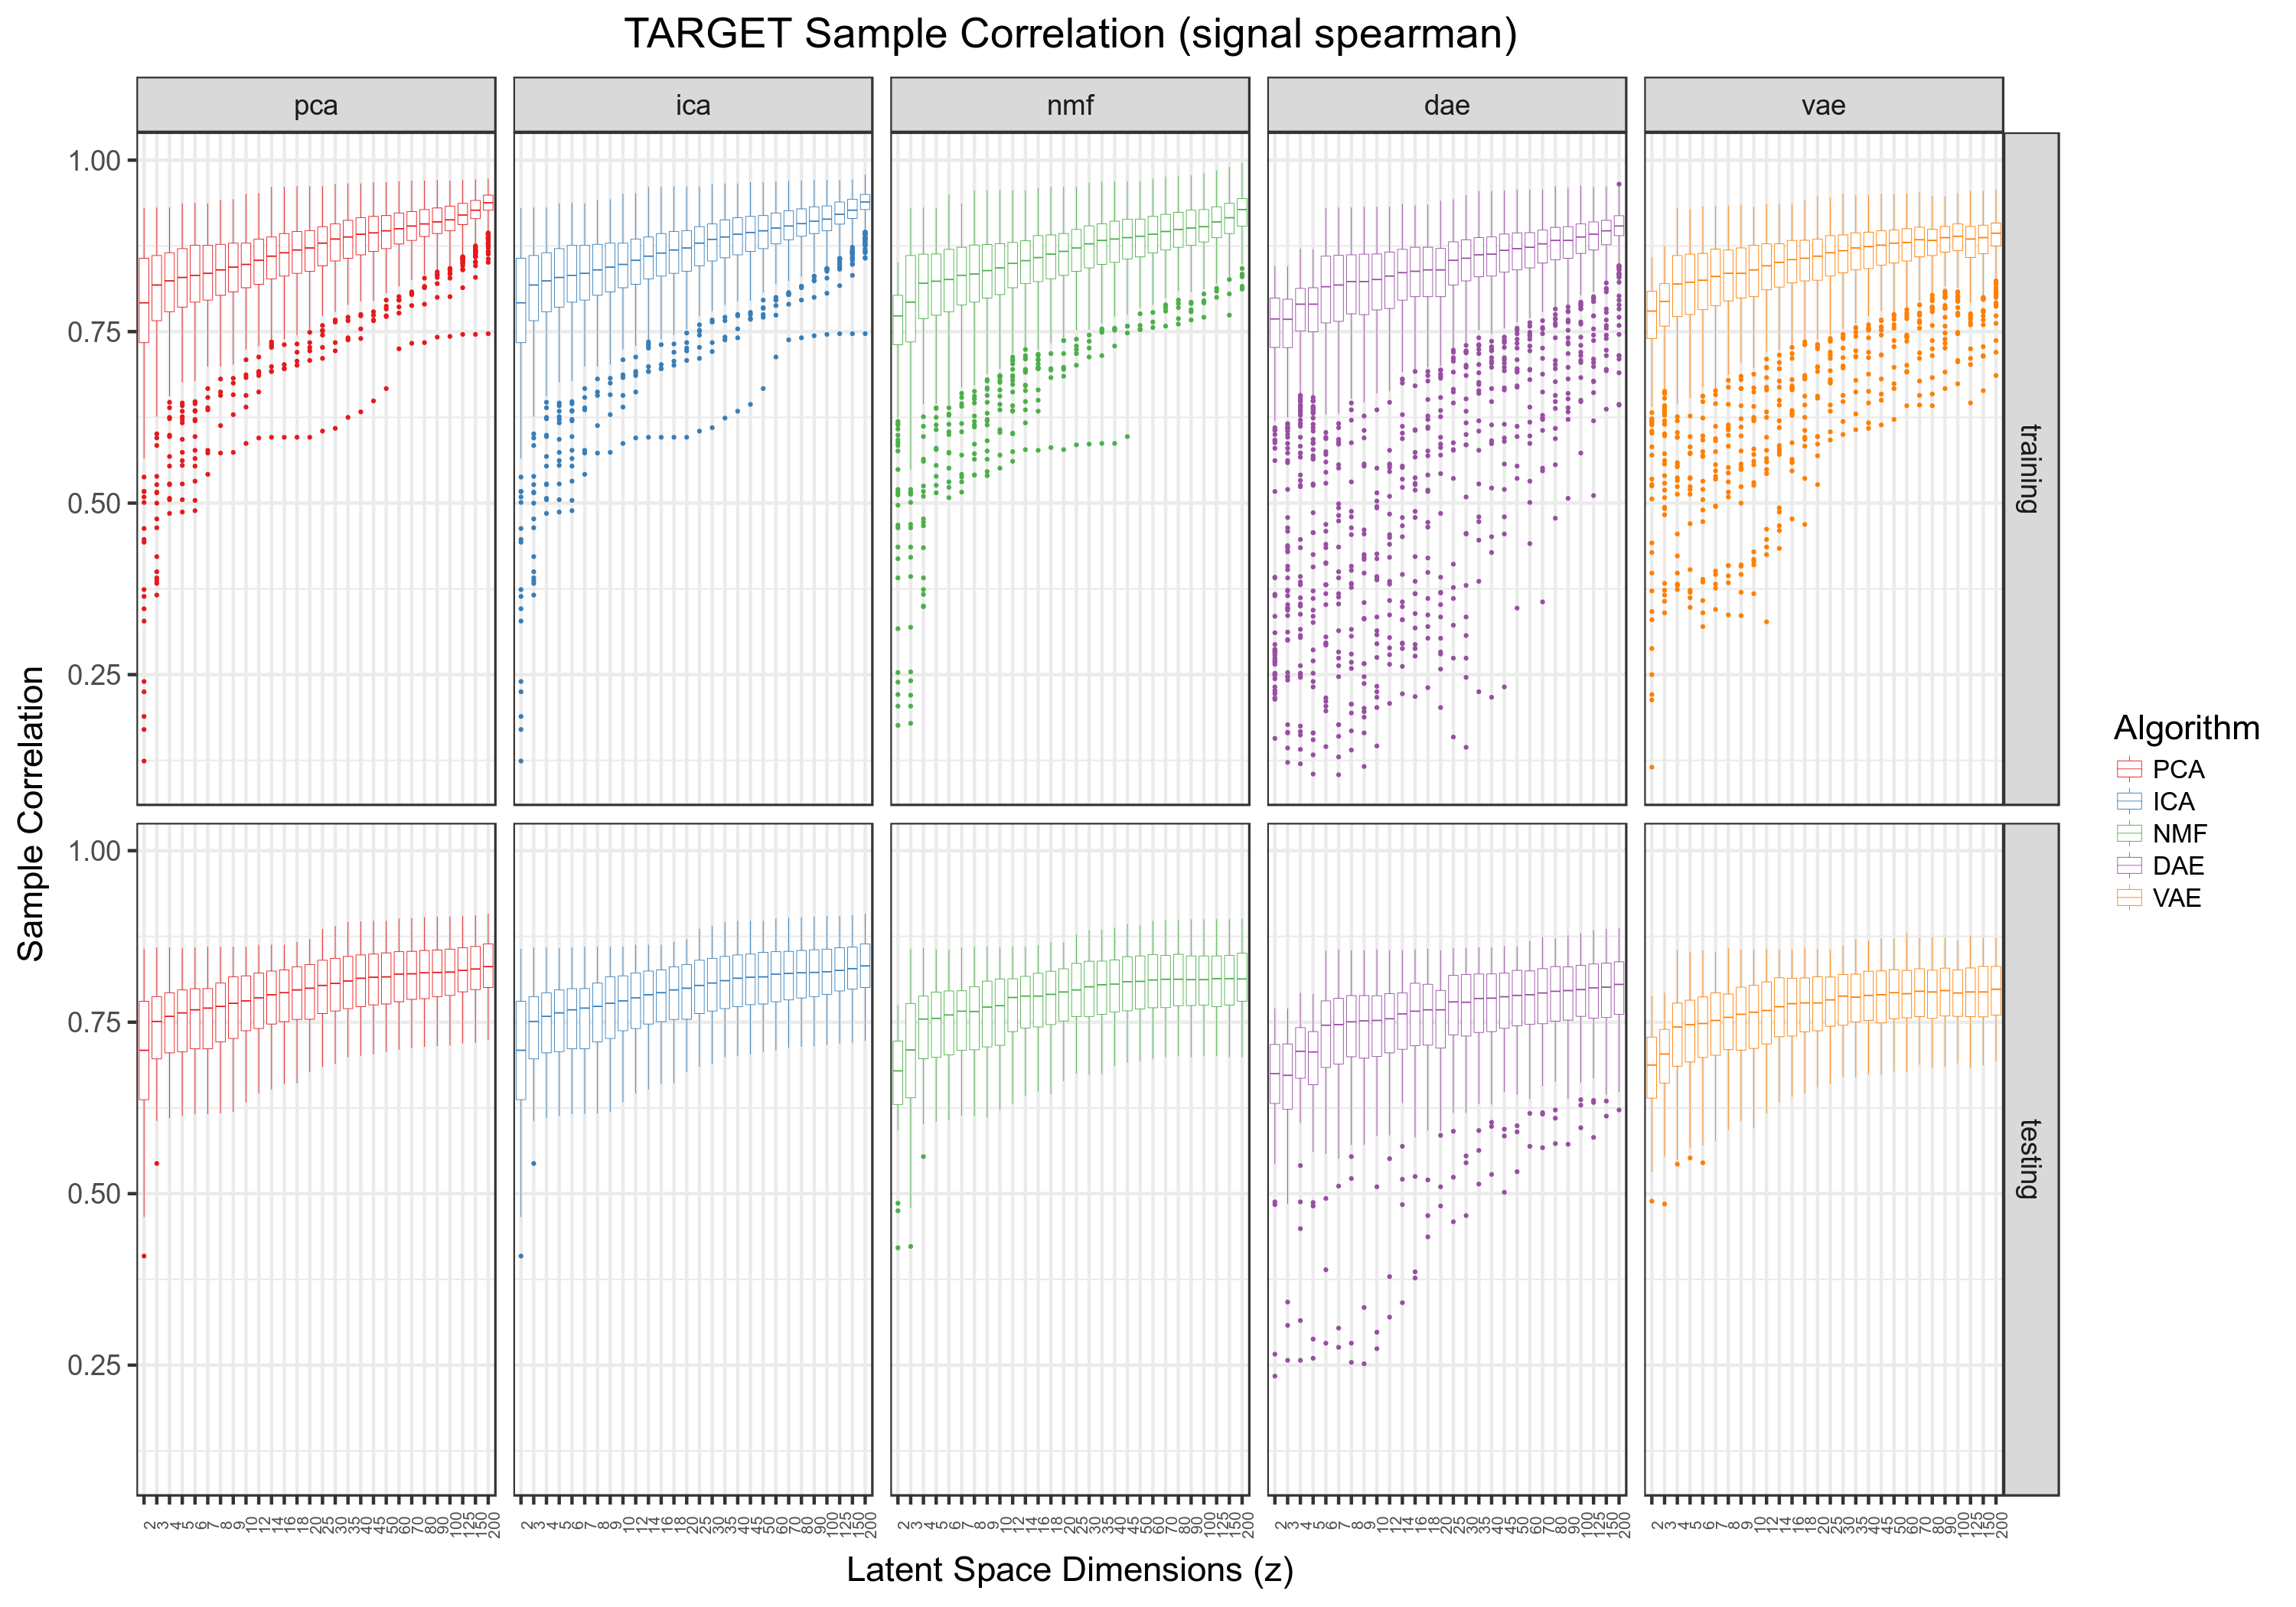 TARGET Sample Correlation (signal spearman)
pca ica nmf dae vae
1.00
0.75
0.50
0.25
training
1.00
0.75
0.50
0.25
testing
Sample Correlation
2 3 4 5 6 7 8 9 10 12 14 16 18 20 25 30 35 40 45 50 60 70 80 90 100 125 150 200
2 3 4 5 6 7 8 9 10 12 14 16 18 20 25 30 35 40 45 50 60 70 80 90 100 125 150 200
2 3 4 5 6 7 8 9 10 12 14 16 18 20 25 30 35 40 45 50 60 70 80 90 100 125 150 200
2 3 4 5 6 7 8 9 10 12 14 16 18 20 25 30 35 40 45 50 60 70 80 90 100 125 150 200
2 3 4 5 6 7 8 9 10 12 14 16 18 20 25 30 35 40 45 50 60 70 80 90 100 125 150 200
Latent Space Dimensions (z)
Algorithm
PCA
ICA
NMF
DAE
VAE